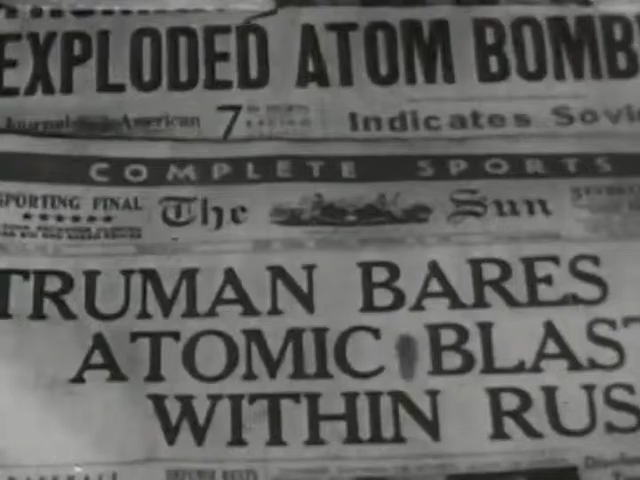 EXPLODED ATOM BOMB
Journal American 7
Indicates Sovi
COMPLETE SPORTS
SPORTING FINAL
The Sun
TRUMAN BARES
ATOMIC BLAST
WITHIN RUS